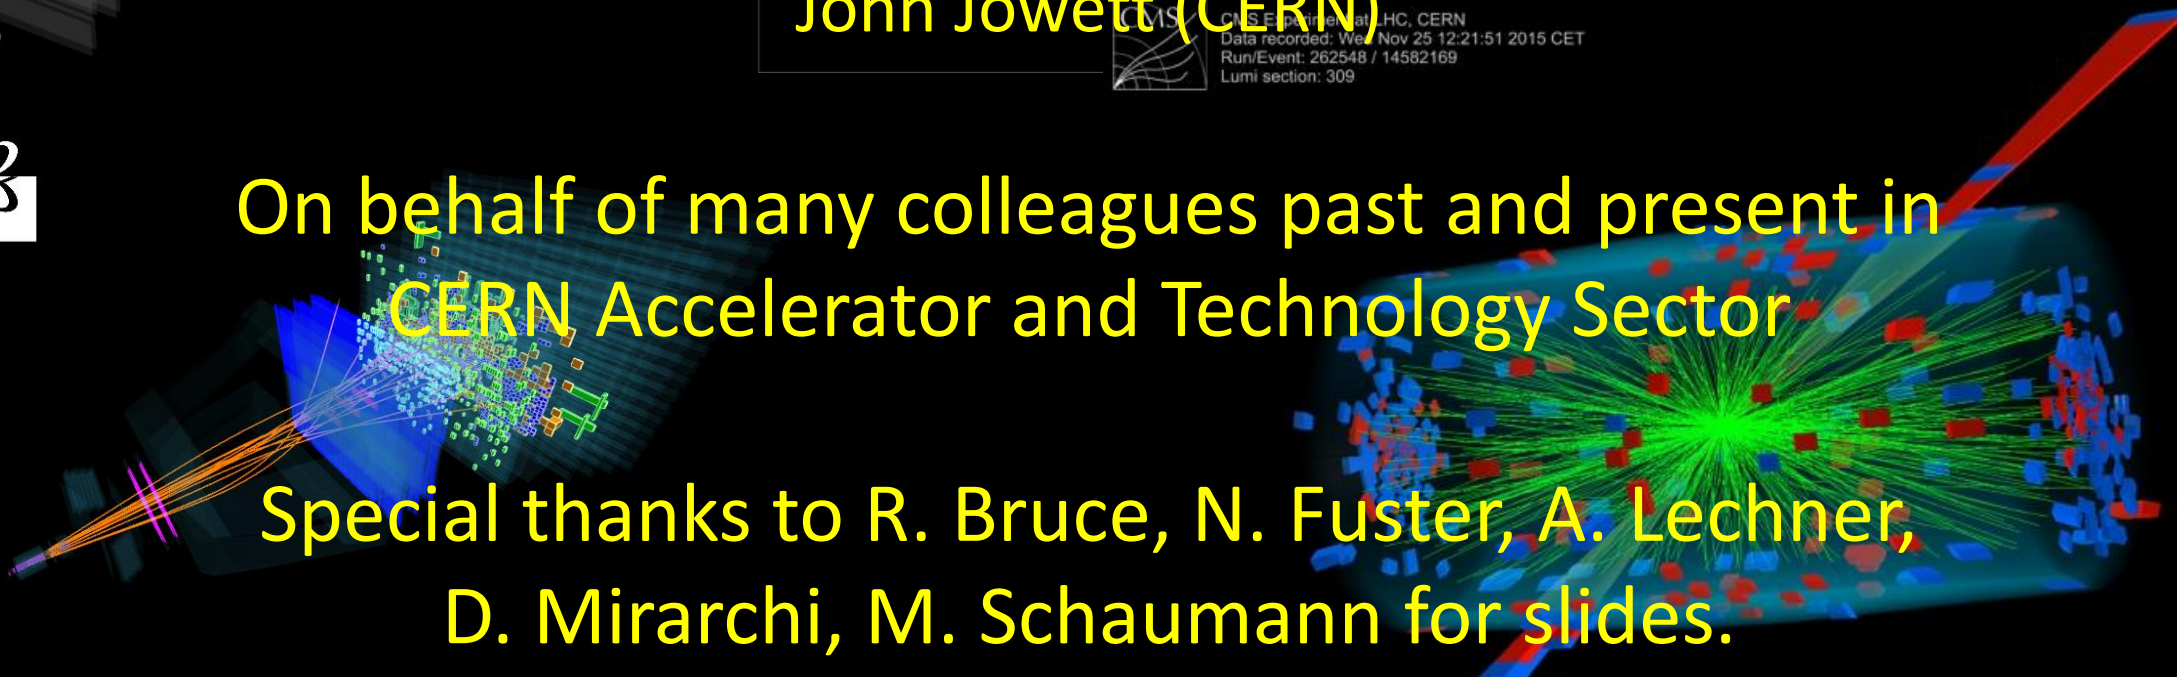 John Jowett (CERN)
CMS
CMS Experiment at LHC, CERN
Data recorded: Wed Nov 25 12:21:51 2015 CET
Run/Event: 262548 / 14582169
Lumi section: 309
On behalf of many colleagues past and present in
CERN Accelerator and Technology Sector
Special thanks to R. Bruce, N. Fuster, A. Lechner,
D. Mirarchi, M. Schaumann for slides.